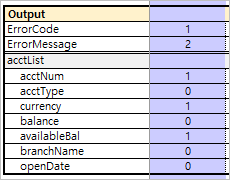 Output
ErrorCode 1
ErrorMessage 2
acctList
acctNum 1
acctType 0
currency 1
balance 0
availableBal 1
branchName 0
openDate 0